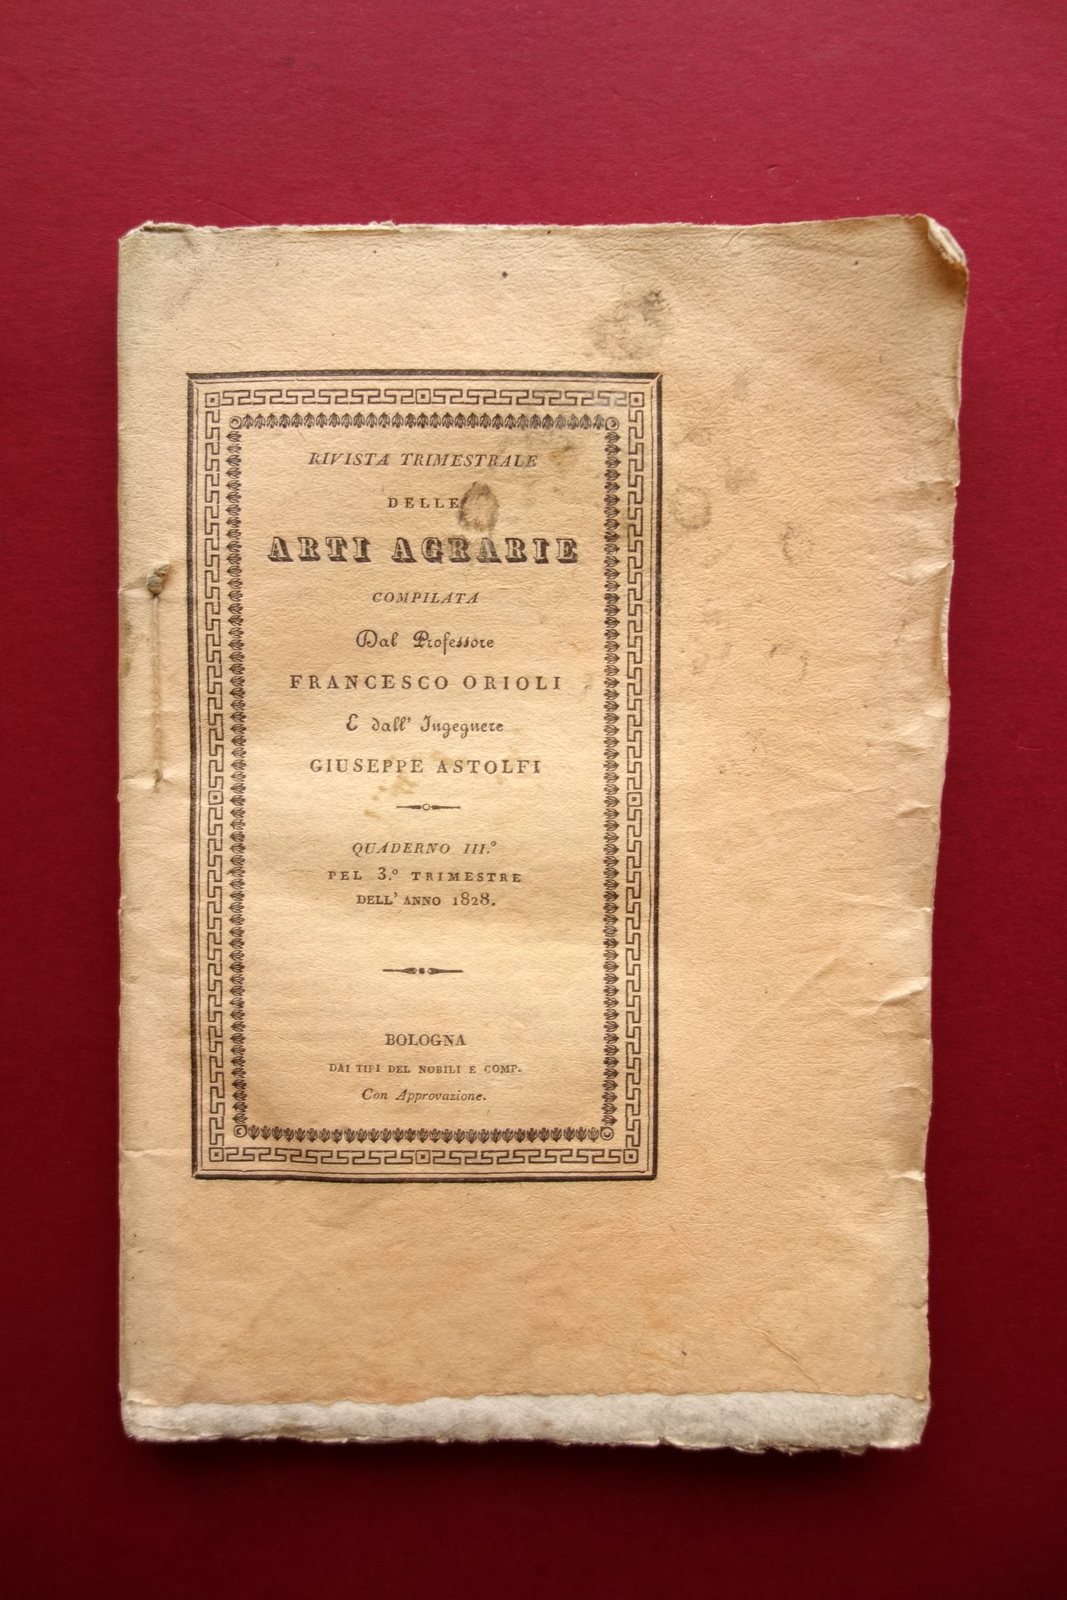 RIVISTA TRIMESTRALE
DELLE
ARTI AGRARIE
COMPILATA
Dal Professore
FRANCESCO ORIOLI
E dall' Ingegnere
GIUSEPPE ASTOLFI
QUADERNO III.º
PEL 3.º TRIMESTRE
DELL' ANNO 1828.
BOLOGNA
DAI TIPI DEL NOBILI E COMP.
Con Approvazione.